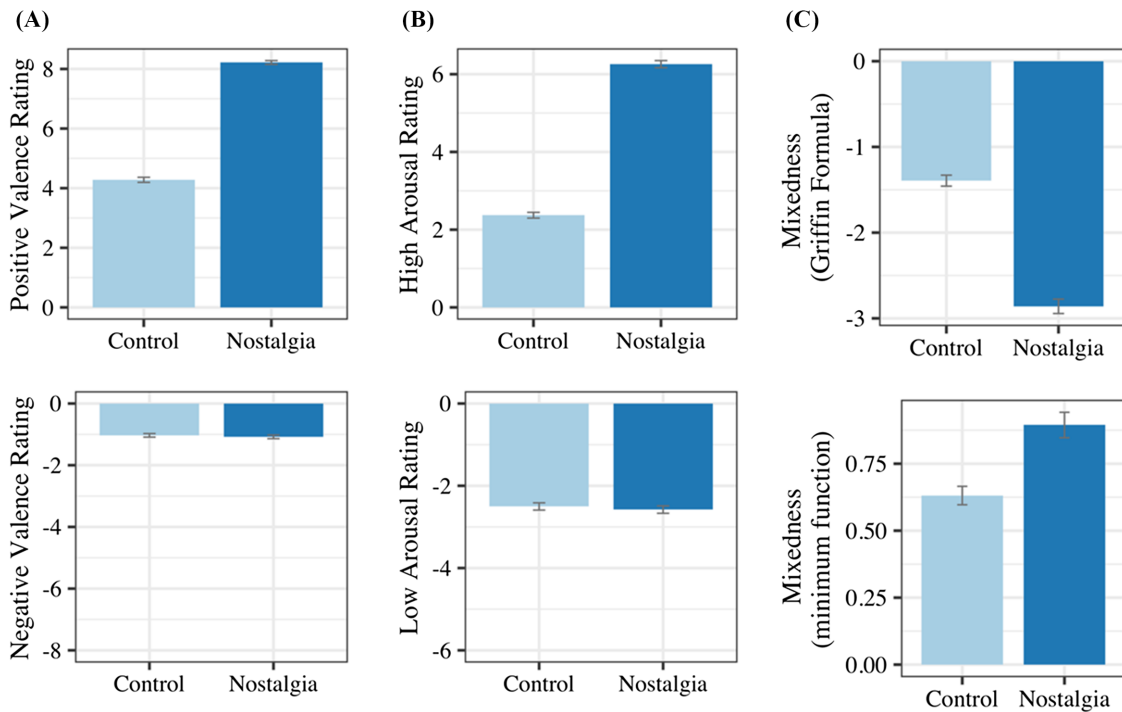 (A)
(B)
(C)
Positive Valence Rating
8
6
4
2
0
Control Nostalgia
High Arousal Rating
6
4
2
0
Control Nostalgia
Mixedness
(Griffin Formula)
0
-1
-2
-3
Control Nostalgia
Negative Valence Rating
0
-2
-4
-6
-8
Control Nostalgia
Low Arousal Rating
0
-2
-4
-6
Control Nostalgia
Mixedness
(minimum function)
0.75
0.50
0.25
0.00
Control Nostalgia